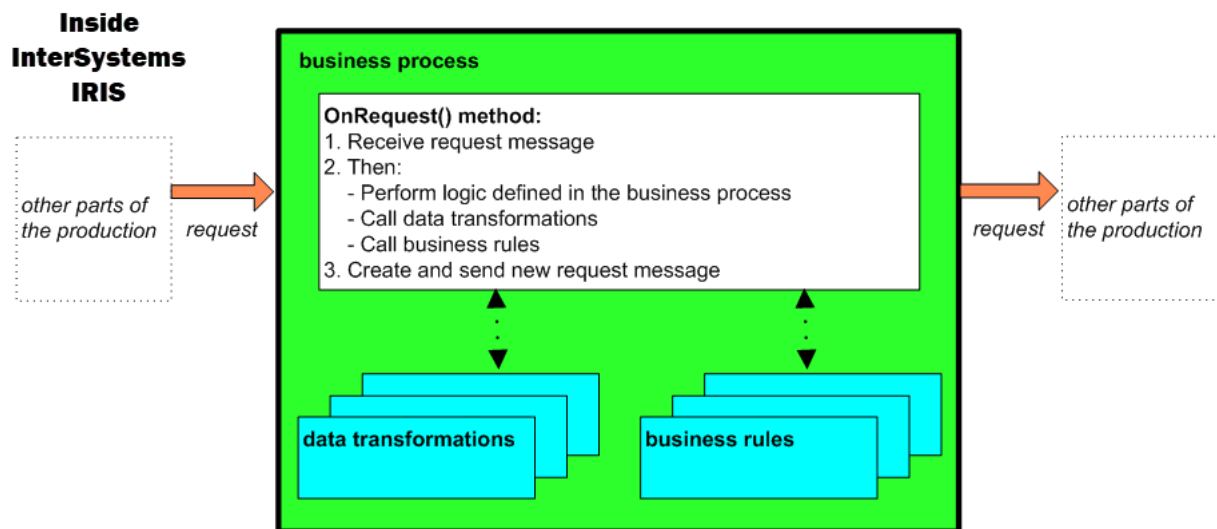 Inside
InterSystems
IRIS
business process
OnRequest() method:
1. Receive request message
2. Then:
- Perform logic defined in the business process
- Call data transformations
- Call business rules
3. Create and send new request message
other parts of
the production
request
request
other parts of
the production
data transformations
business rules